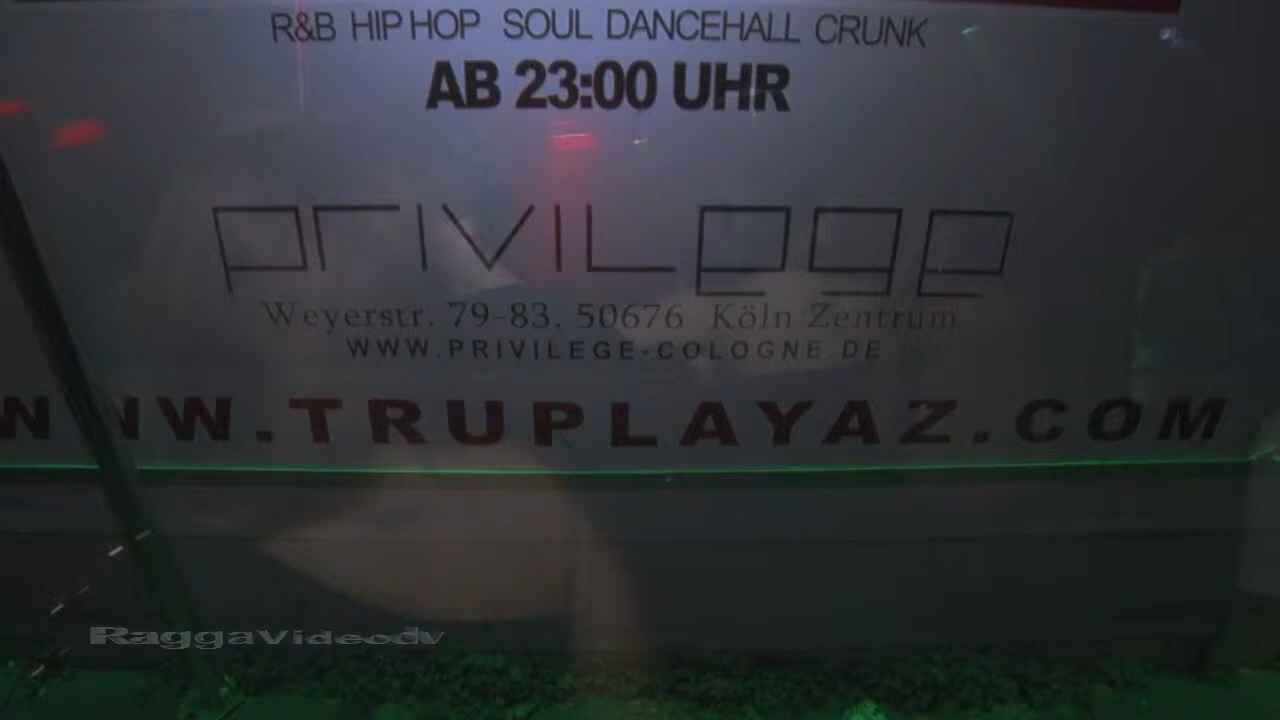 R&B HIP HOP SOUL DANCEHALL CRUNK
AB 23:00 UHR
PRIVILEGE
Weyerstr. 79-83, 50676 Köln Zentrum
WWW.PRIVILEGE-COLOGNE.DE
WWW.TRUPLAYAZ.COM
RaggaVideodv